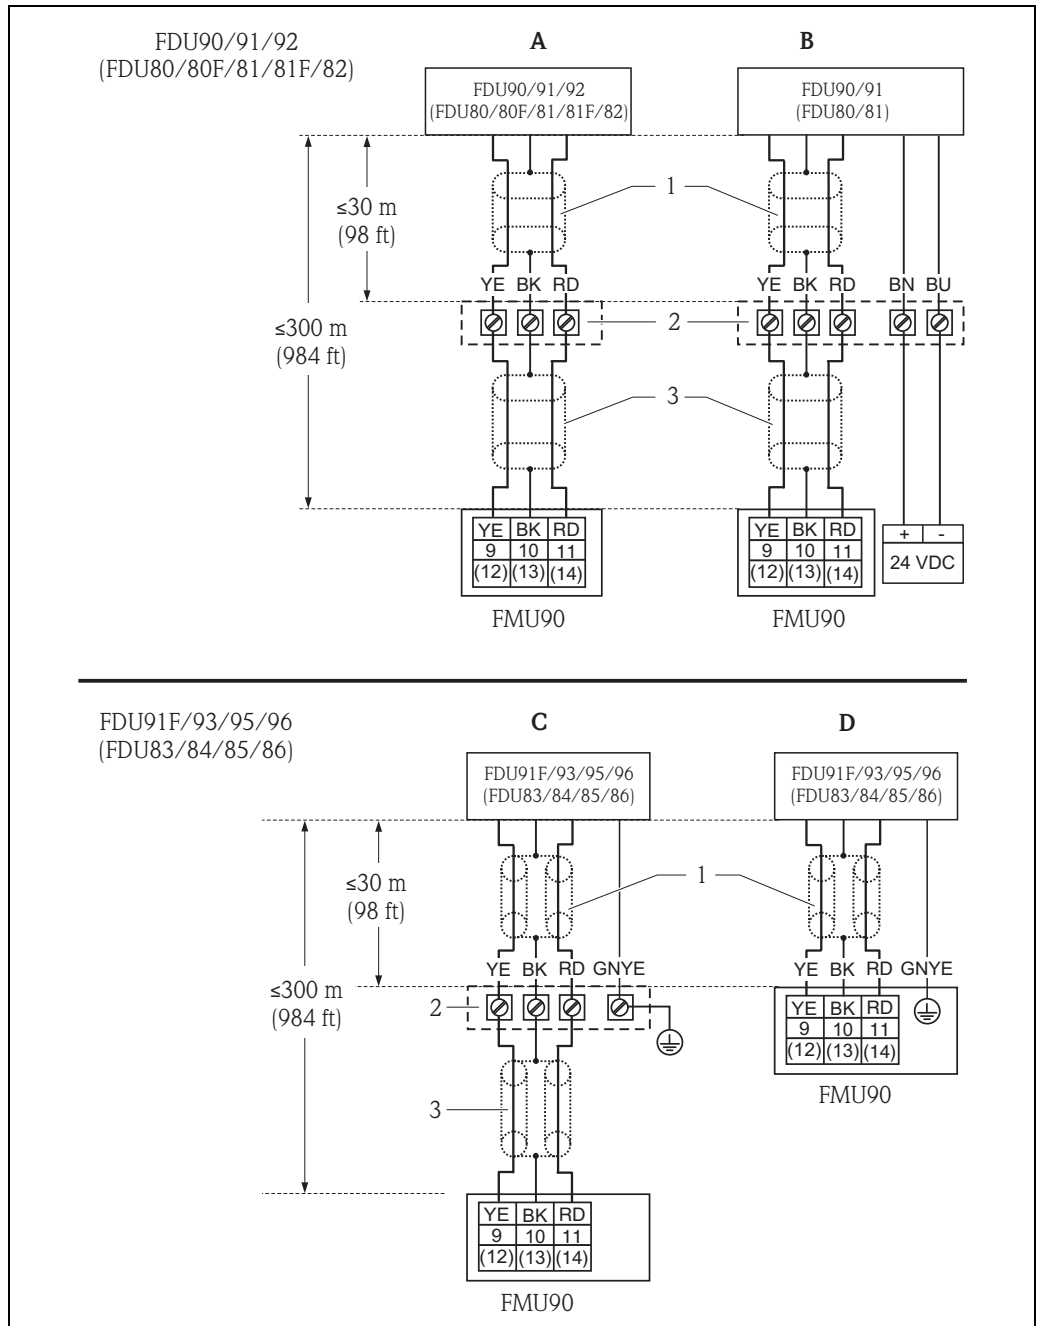 FDU90/91/92
(FDU80/80F/81/81F/82)
A
B
FDU90/91/92
(FDU80/80F/81/81F/82)
FDU90/91
(FDU80/81)
≤30 m
(98 ft)
1
YE BK RD
YE BK RD BN BU
≤300 m
(984 ft)
2
3
YE BK RD
9 10 11
(12) (13) (14)
FMU90
YE BK RD
9 10 11
(12) (13) (14)
FMU90
+ -
24 VDC
FDU91F/93/95/96
(FDU83/84/85/86)
C
D
FDU91F/93/95/96
(FDU83/84/85/86)
FDU91F/93/95/96
(FDU83/84/85/86)
≤30 m
(98 ft)
1
YE BK RD GNYE
YE BK RD GNYE
≤300 m
(984 ft)
2
YE BK RD
9 10 11
(12) (13) (14)
FMU90
3
YE BK RD
9 10 11
(12) (13) (14)
FMU90